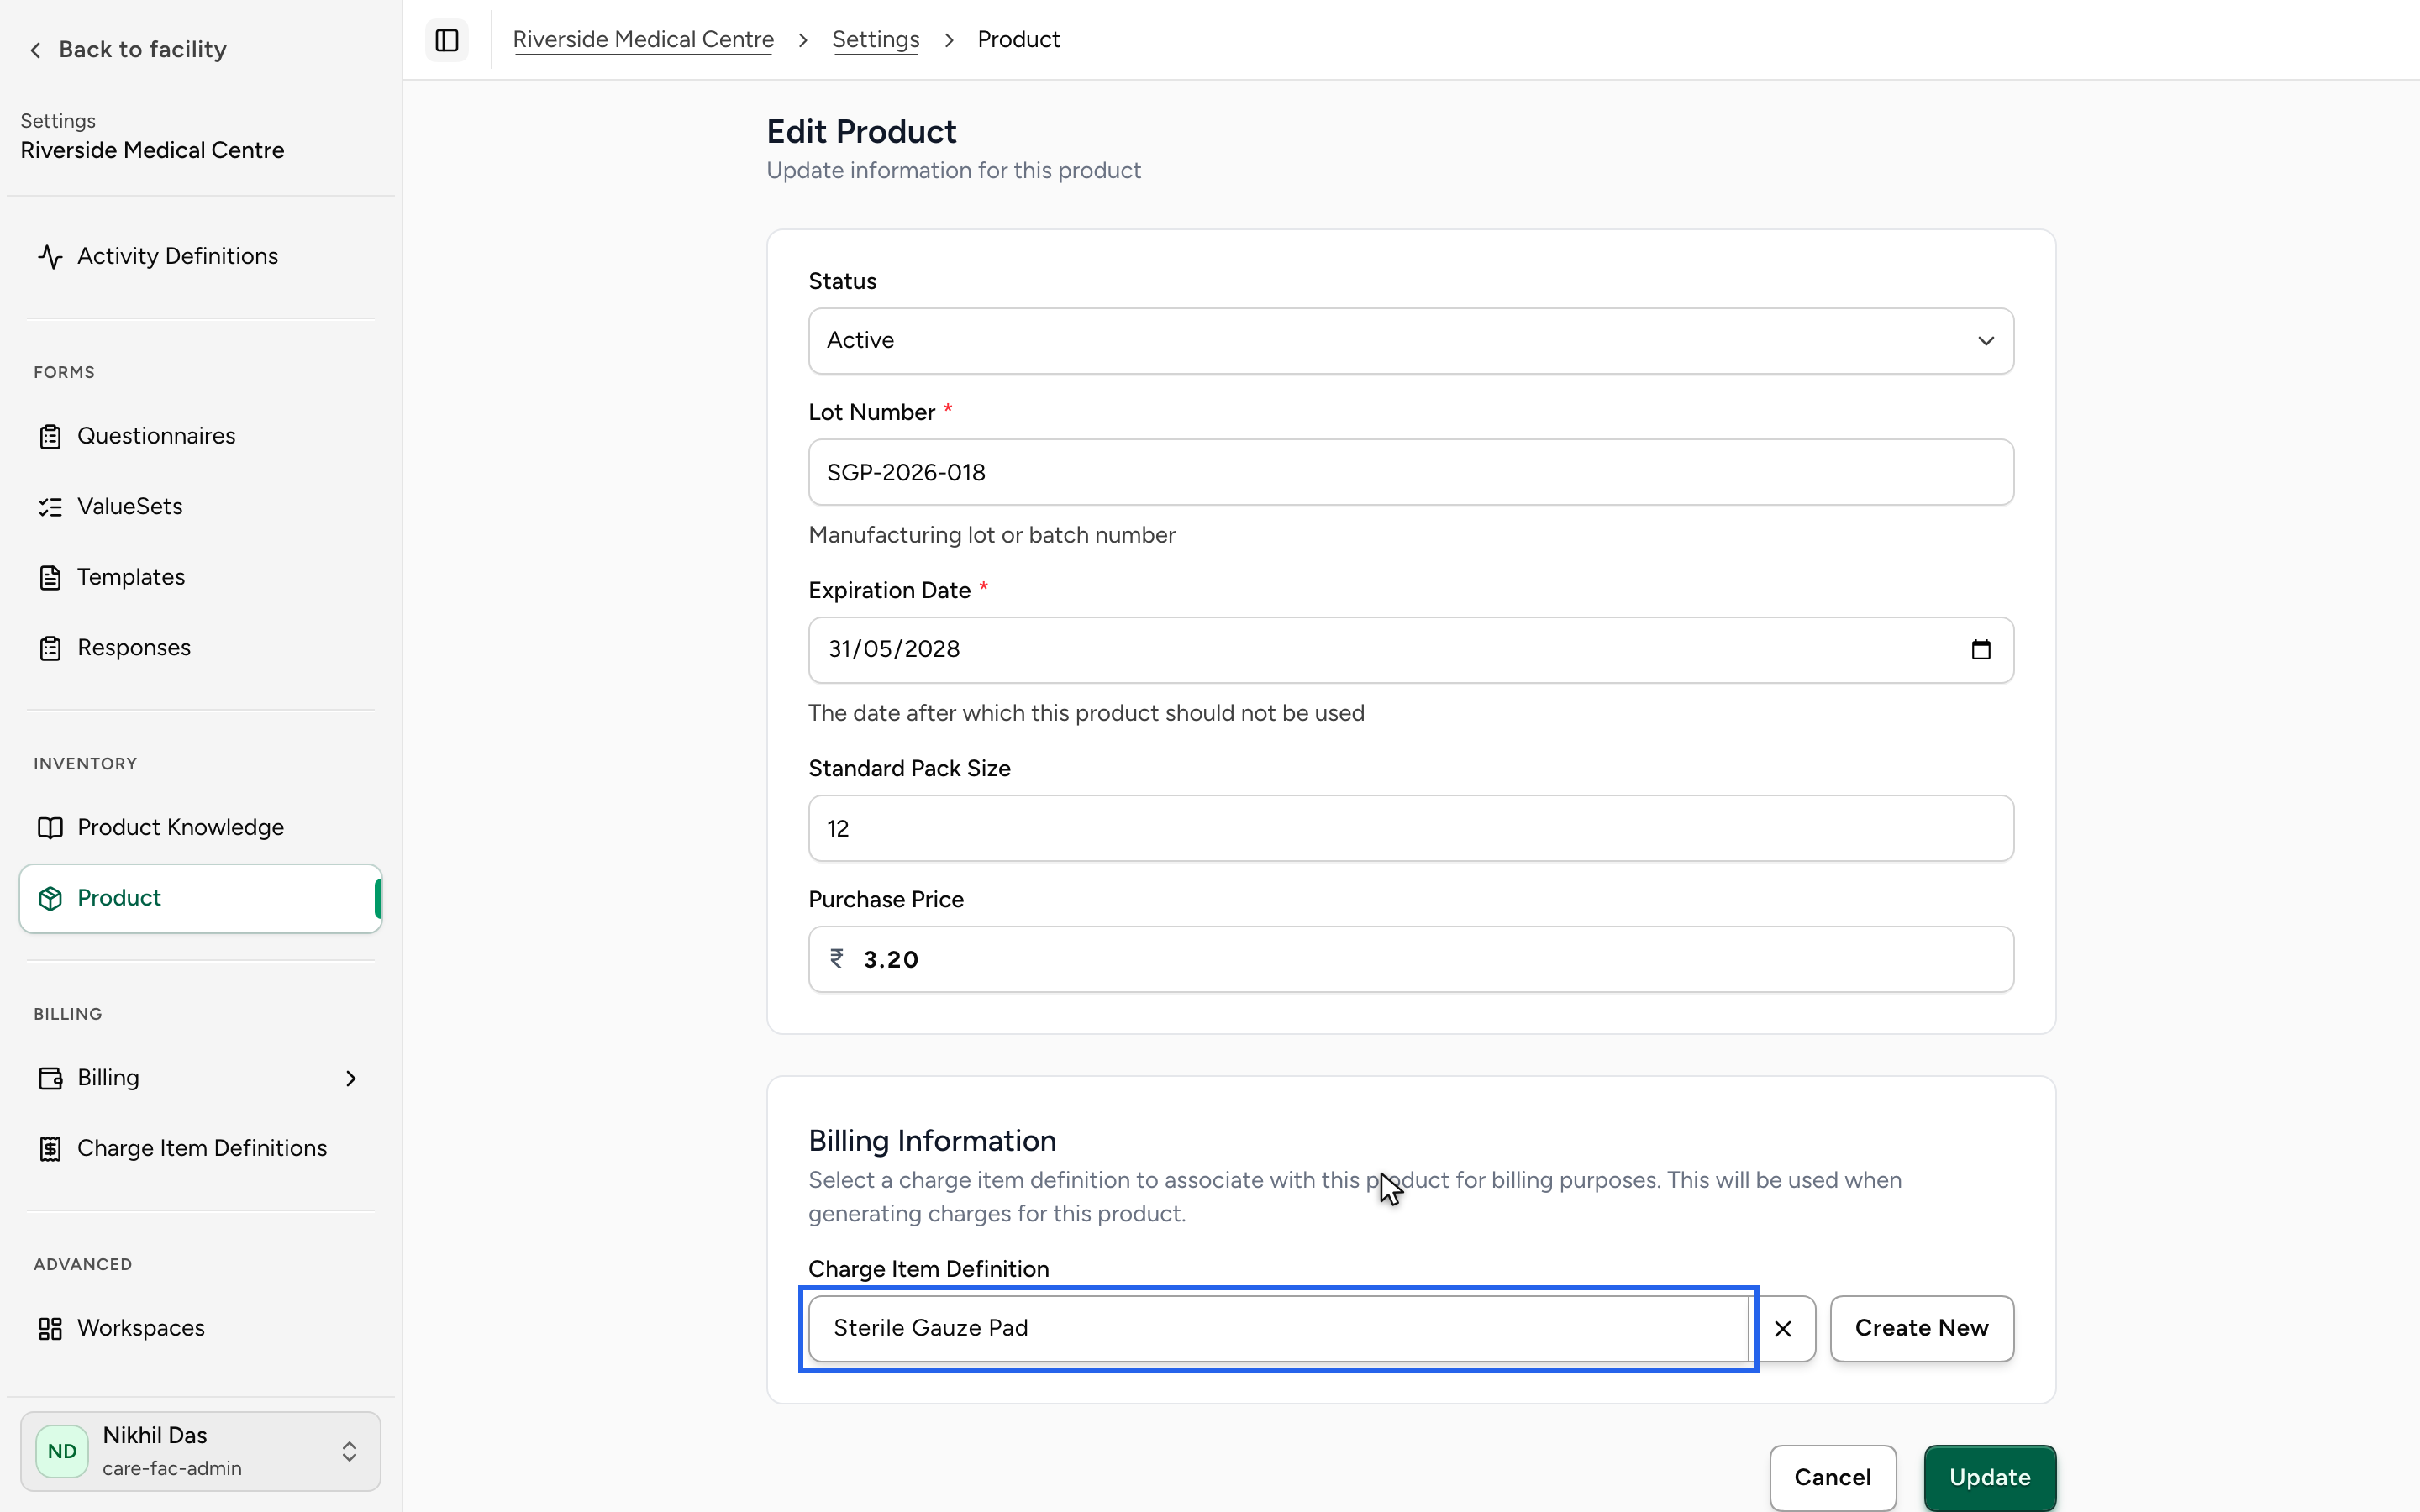 Back to facility
Settings
Riverside Medical Centre
Activity Definitions
FORMS
Questionnaires
ValueSets
Templates
Responses
INVENTORY
Product Knowledge
Product
BILLING
Billing
Charge Item Definitions
ADVANCED
Workspaces
ND
Nikhil Das
care-fac-admin
Riverside Medical Centre > Settings > Product
Edit Product
Update information for this product
Status
Active
Lot Number *
SGP-2026-018
Manufacturing lot or batch number
Expiration Date *
31/05/2028
The date after which this product should not be used
Standard Pack Size
12
Purchase Price
₹ 3.20
Billing Information
Select a charge item definition to associate with this product for billing purposes. This will be used when
generating charges for this product.
Charge Item Definition
Sterile Gauze Pad
Create New
Cancel
Update